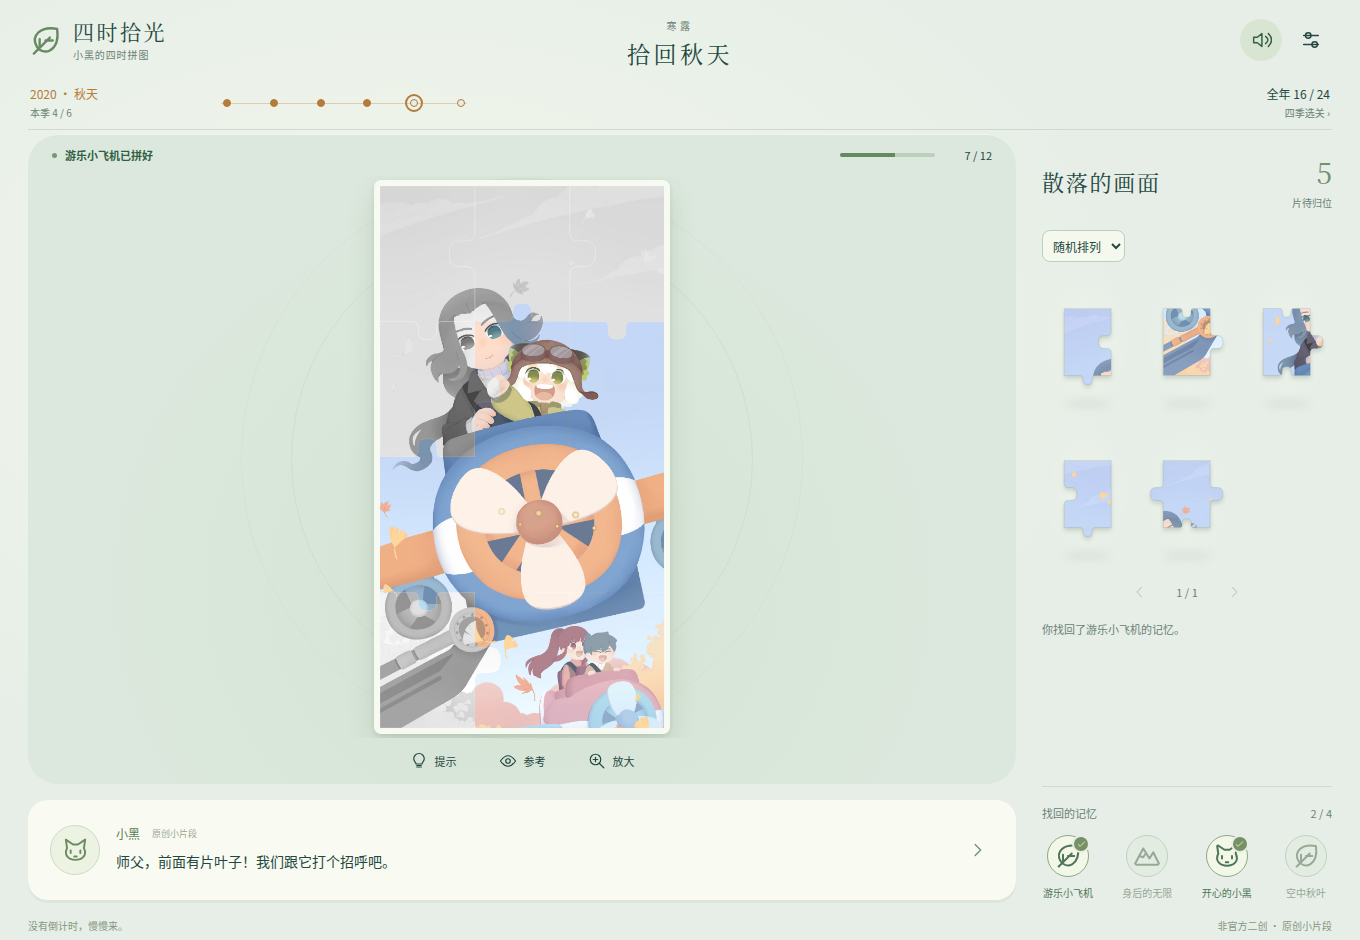 四时拾光
小黑的四时拼图
寒露
拾回秋天
2020 · 秋天
本季 4 / 6
全年 16 / 24
四季选关 ›
游乐小飞机已拼好
7 / 12
散落的画面
5
片待归位
随机排列
1 / 1
你找回了游乐小飞机的记忆。
提示
参考
放大
小黑 原创小片段
师父，前面有片叶子！我们跟它打个招呼吧。
找回的记忆
2 / 4
游乐小飞机
身后的无限
开心的小黑
空中秋叶
没有倒计时，慢慢来。
非官方二创 · 原创小片段